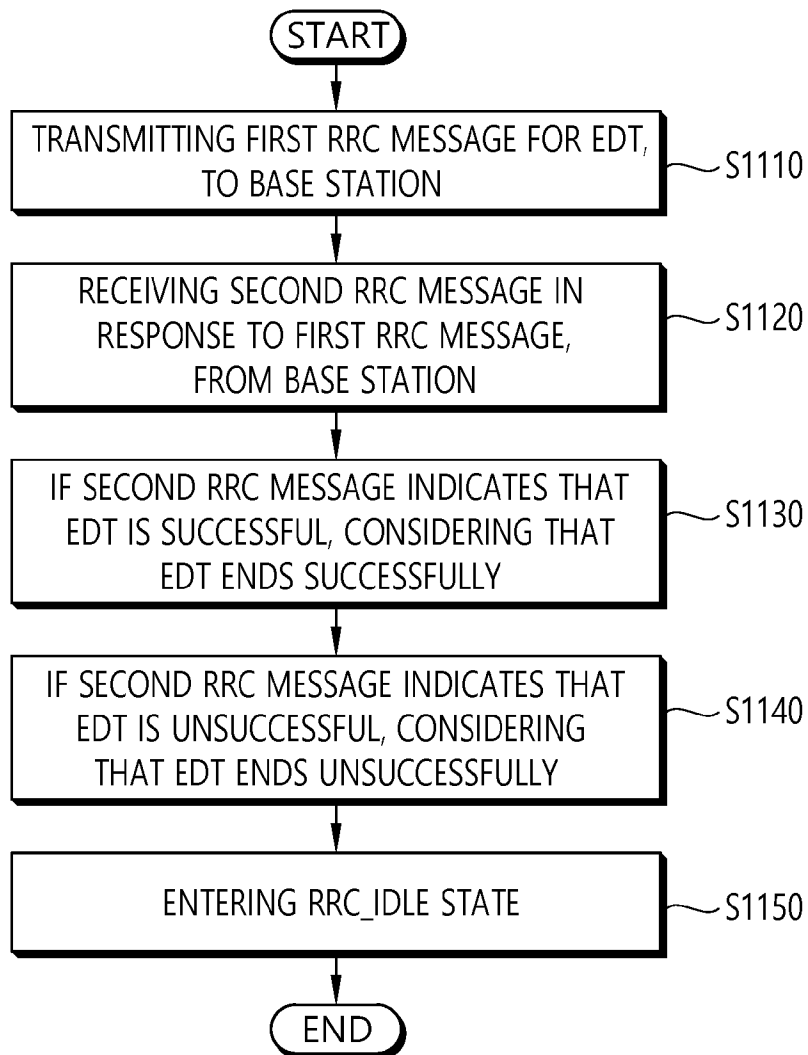 START
TRANSMITTING FIRST RRC MESSAGE FOR EDT,
TO BASE STATION
S1110
RECEIVING SECOND RRC MESSAGE IN
RESPONSE TO FIRST RRC MESSAGE,
FROM BASE STATION
S1120
IF SECOND RRC MESSAGE INDICATES THAT
EDT IS SUCCESSFUL, CONSIDERING THAT
EDT ENDS SUCCESSFULLY
S1130
IF SECOND RRC MESSAGE INDICATES THAT
EDT IS UNSUCCESSFUL, CONSIDERING
THAT EDT ENDS UNSUCCESSFULLY
S1140
ENTERING RRC_IDLE STATE
S1150
END